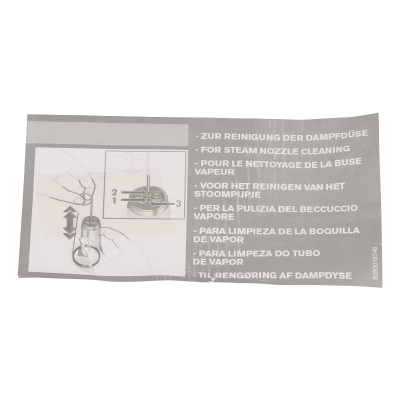 2
1
3
- ZUR REINIGUNG DER DAMPFDÜSE
- FOR STEAM NOZZLE CLEANING
- POUR LE NETTOYAGE DE LA BUSE
VAPEUR
- VOOR HET REINIGEN VAN HET
STOOMPIJPJE
- PER LA PULIZIA DEL BECCUCCIO
VAPORE
- PARA LIMPIEZA DE LA BOQUILLA
DE VAPOR
- PARA LIMPEZA DO TUBO
DE VAPOR
- TIL RENGØRING AF DAMPDYSE